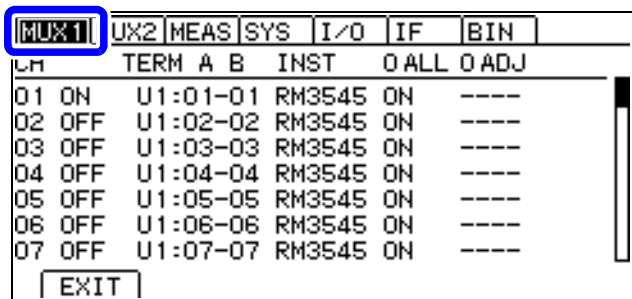 MUX1 UX2 MEAS SYS I/O IF BIN
CH TERM A B INST 0 ALL 0 ADJ
01 ON U1:01-01 RM3545 ON ----
02 OFF U1:02-02 RM3545 ON ----
03 OFF U1:03-03 RM3545 ON ----
04 OFF U1:04-04 RM3545 ON ----
05 OFF U1:05-05 RM3545 ON ----
06 OFF U1:06-06 RM3545 ON ----
07 OFF U1:07-07 RM3545 ON ----
EXIT